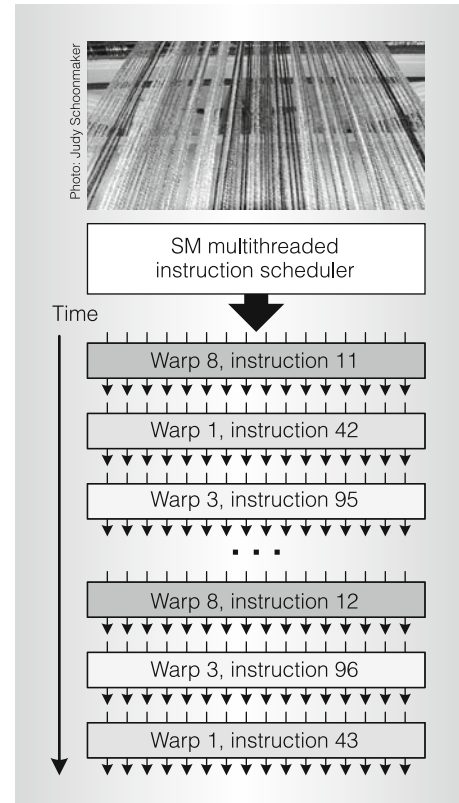 Photo: Judy Schoonmaker
SM multithreaded
instruction scheduler
Time
Warp 8, instruction 11
Warp 1, instruction 42
Warp 3, instruction 95
. . .
Warp 8, instruction 12
Warp 3, instruction 96
Warp 1, instruction 43